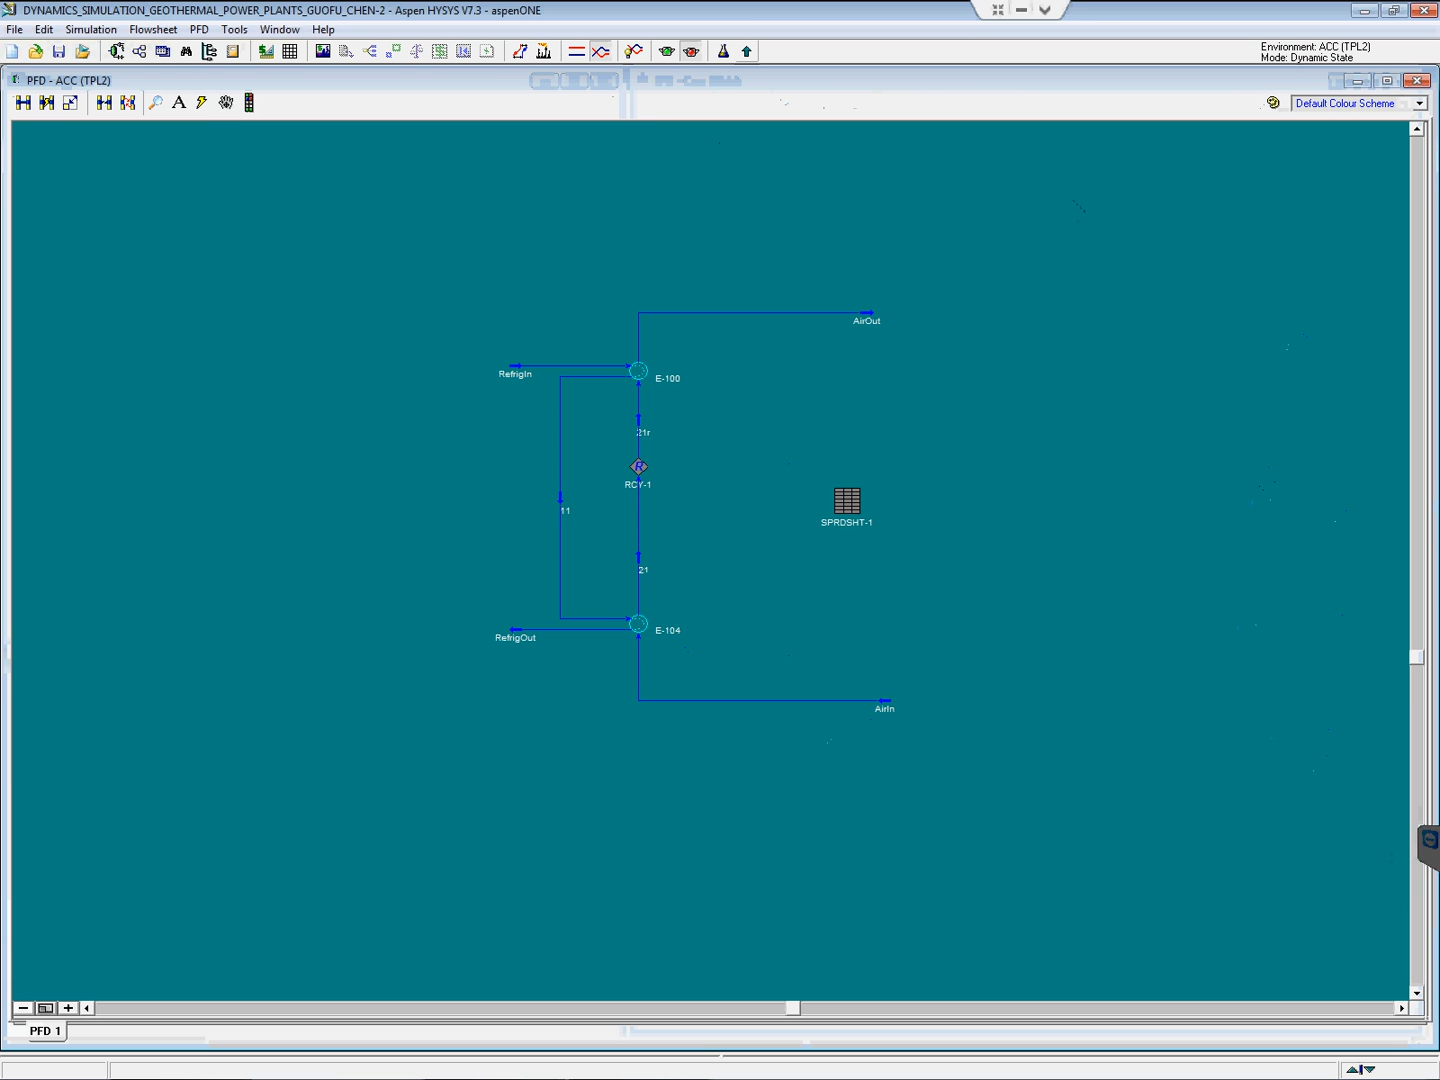 DYNAMICS_SIMULATION_GEOTHERMAL_POWER_PLANTS_GUOFU_CHEN-2 - Aspen HYSYS V7.3 - aspenONE
File Edit Simulation Flowsheet PFD Tools Window Help
Environment: ACC (TPL2)
Mode: Dynamic State
PFD - ACC (TPL2)
A
Default Colour Scheme
AirOut
RefrigIn
E-100
21r
R
RCY-1
11
SPRDSHT-1
21
E-104
RefrigOut
AirIn
PFD 1